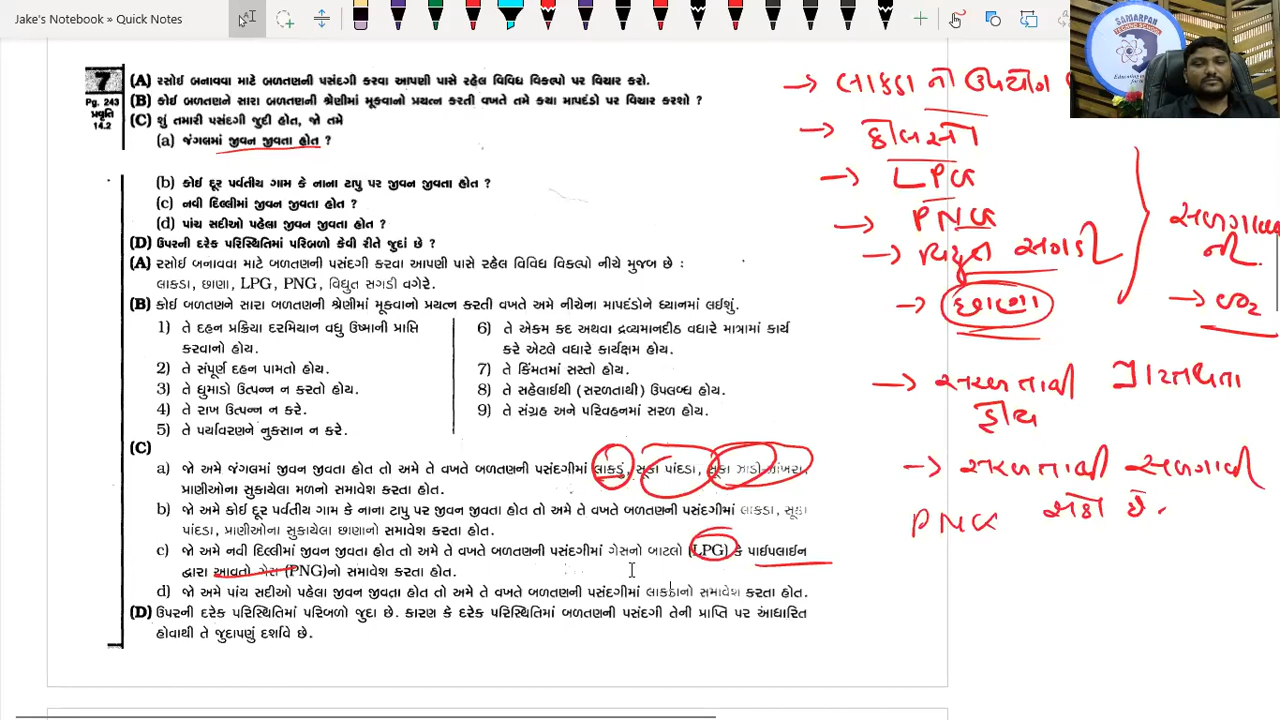 Jake's Notebook » Quick Notes
SAMARPAN
TECHNO SCHOOL
7
Pg. 243
પ્રવૃતિ
14.2
(A) રસોઈ બનાવવા માટે બળતણની પસંદગી કરવા આપણી પાસે રહેલ વિવિધ વિકલ્પો પર વિચાર કરો.
(B) કોઈ બળતણને સારા બળતણની શ્રેણીમાં મૂકવાનો પ્રયત્ન કરતી વખતે તમે કયા માપદંડો પર વિચાર કરશો ?
(C) શું તમારી પસંદગી જુદી હોત, જો તમે
(a) જંગલમાં જીવન જીવતા હોત ?
(b) કોઈ દૂર પર્વતીય ગામ કે નાના ટાપુ પર જીવન જીવતા હોત ?
(c) નવી દિલ્લીમાં જીવન જીવતા હોત ?
(d) પાંચ સદીઓ પહેલા જીવન જીવતા હોત ?
(D) ઉપરની દરેક પરિસ્થિતિમાં પરિબળો કેવી રીતે જુદાં છે ?
(A) રસોઈ બનાવવા માટે બળતણની પસંદગી કરવા આપણી પાસે રહેલ વિવિધ વિકલ્પો નીચે મુજબ છે :
લાકડા, છાણા, LPG, PNG, વિદ્યુત સગડી વગેરે.
(B) કોઈ બળતણને સારા બળતણની શ્રેણીમાં મૂકવાનો પ્રયત્ન કરતી વખતે અમે નીચેના માપદંડોને ધ્યાનમાં લઈશું.
1) તે દહન પ્રક્રિયા દરમિયાન વધુ ઉષ્માની પ્રાપ્તિ
કરવાનો હોય.
2) તે સંપૂર્ણ દહન પામતો હોય.
3) તે ધુમાડો ઉત્પન્ન ન કરતો હોય.
4) તે રાખ ઉત્પન્ન ન કરે.
5) તે પર્યાવરણને નુકસાન ન કરે.
6) તે એકમ કદ અથવા દ્રવ્યમાનદીઠ વધારે માત્રામાં કાર્ય
કરે એટલે વધારે કાર્યક્ષમ હોય.
7) તે કિંમતમાં સસ્તો હોય.
8) તે સહેલાઈથી (સરળતાથી) ઉપલબ્ધ હોય.
9) તે સંગ્રહ અને પરિવહનમાં સરળ હોય.
(C)
a) જો અમે જંગલમાં જીવન જીવતા હોત તો અમે તે વખતે બળતણની પસંદગીમાં લાકડું, સૂકા પાંદડા, સૂકા ઝાડી-ઝાંખરા,
પ્રાણીઓના સુકાયેલા મળનો સમાવેશ કરતા હોત.
b) જો અમે કોઈ દૂર પર્વતીય ગામ કે નાના ટાપુ પર જીવન જીવતા હોત તો અમે તે વખતે બળતણની પસંદગીમાં લાકડા, સૂકા
પાંદડા, પ્રાણીઓના સુકાયેલા છાણાનો સમાવેશ કરતા હોત.
c) જો અમે નવી દિલ્લીમાં જીવન જીવતા હોત તો અમે તે વખતે બળતણની પસંદગીમાં ગેસનો બાટલો (LPG) કે પાઈપલાઈન
દ્વારા આવતો ગેસ (PNG)નો સમાવેશ કરતા હોત.
d) જો અમે પાંચ સદીઓ પહેલા જીવન જીવતા હોત તો અમે તે વખતે બળતણની પસંદગીમાં લાકડાનો સમાવેશ કરતા હોત.
(D) ઉપરની દરેક પરિસ્થિતિમાં પરિબળો જુદા છે. કારણ કે દરેક પરિસ્થિતિમાં બળતણની પસંદગી તેની પ્રાપ્તિ પર આધારિત
હોવાથી તે જુદાપણું દર્શાવે છે.
→ લાકડા નો ઉપયોગ
→ કોલસો
→ LPG
→ PNG
→ વિદ્યુત સગડી
→ છાણા
→ CO₂
→ સરળતાથી
હોય
→ સરળતાથી સળગાવી
PNG